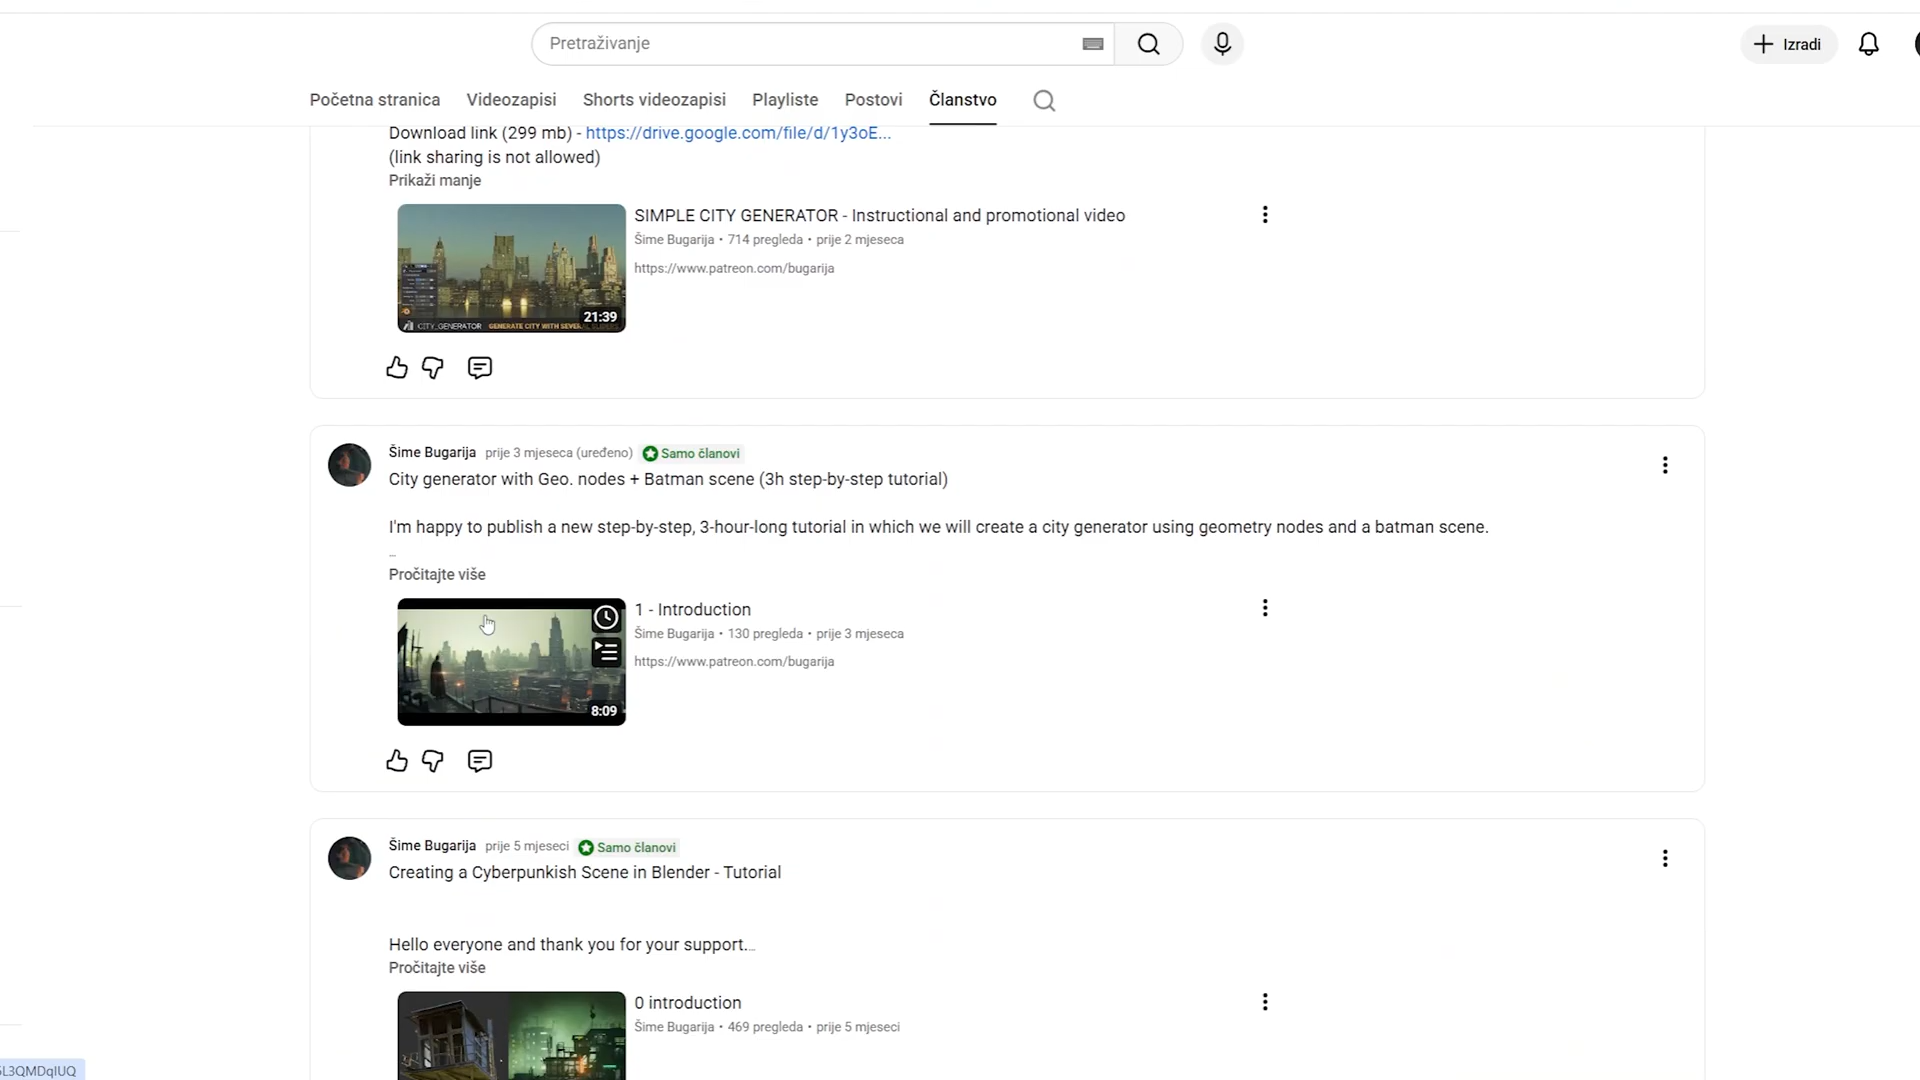 Pretraživanje
Izradi
Početna stranica Videozapisi Shorts videozapisi Playliste Postovi Članstvo
Download link (299 mb) - https://drive.google.com/file/d/1y3oE...
(link sharing is not allowed)
Prikaži manje
SIMPLE CITY GENERATOR - Instructional and promotional video
Šime Bugarija • 714 pregleda • prije 2 mjeseca
https://www.patreon.com/bugarija
21:39
CITY_GENERATOR GENERATE CITY WITH SEVERAL SLIDERS
Šime Bugarija prije 3 mjeseca (uređeno) Samo članovi
City generator with Geo. nodes + Batman scene (3h step-by-step tutorial)
I'm happy to publish a new step-by-step, 3-hour-long tutorial in which we will create a city generator using geometry nodes and a batman scene.
...
Pročitajte više
1 - Introduction
Šime Bugarija • 130 pregleda • prije 3 mjeseca
https://www.patreon.com/bugarija
8:09
Šime Bugarija prije 5 mjeseci Samo članovi
Creating a Cyberpunkish Scene in Blender - Tutorial
Hello everyone and thank you for your support...
Pročitajte više
0 introduction
Šime Bugarija • 469 pregleda • prije 5 mjeseci
L3QMDqIUQ